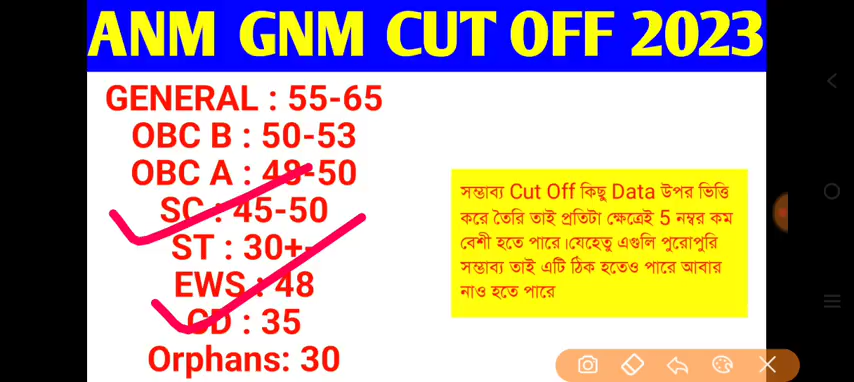 ANM GNM CUT OFF 2023
GENERAL : 55-65
OBC B : 50-53
OBC A : 48-50
SC : 45-50
ST : 30+-
EWS : 48
CD : 35
Orphans: 30
সম্ভাব্য Cut Off কিছু Data উপর ভিত্তি
করে তৈরি তাই প্রতিটা ক্ষেত্রেই 5 নম্বর কম
বেশী হতে পারে।যেহেতু এগুলি পুরোপুরি
সম্ভাব্য তাই এটি ঠিক হতেও পারে আবার
নাও হতে পারে